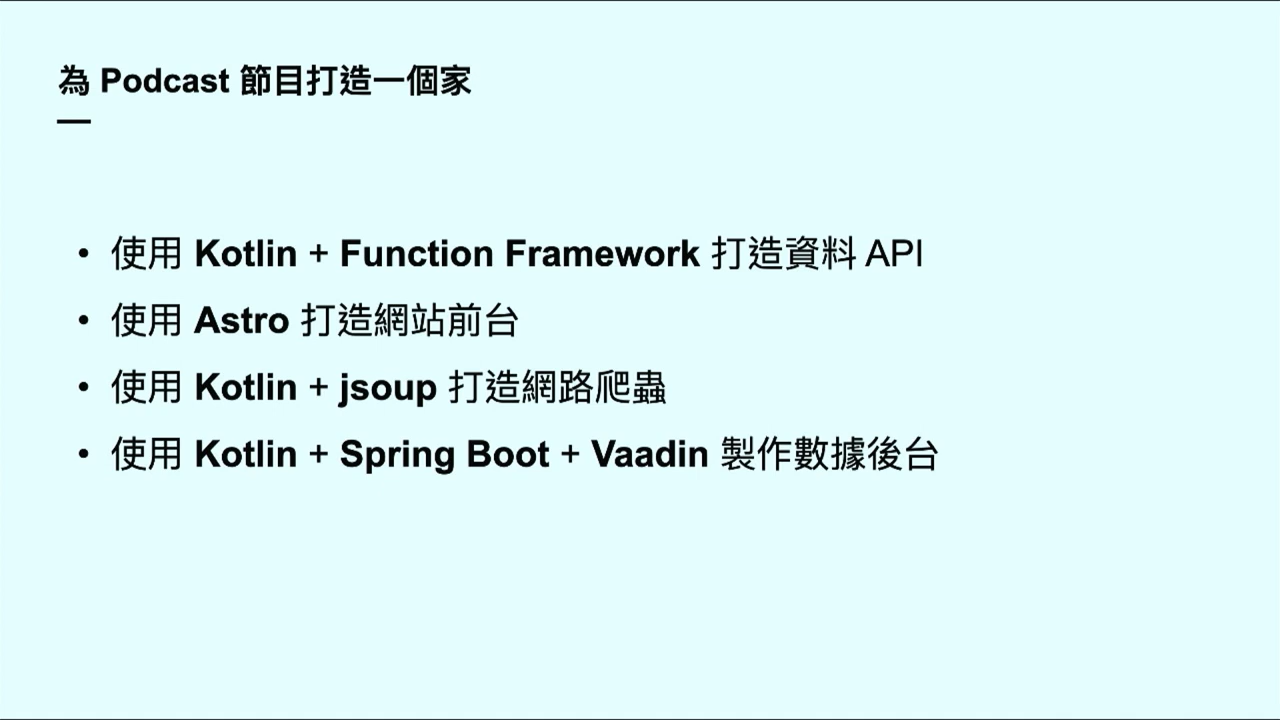 為 Podcast 節目打造一個家
• 使用 Kotlin + Function Framework 打造資料 API
• 使用 Astro 打造網站前台
• 使用 Kotlin + jsoup 打造網路爬蟲
• 使用 Kotlin + Spring Boot + Vaadin 製作數據後台